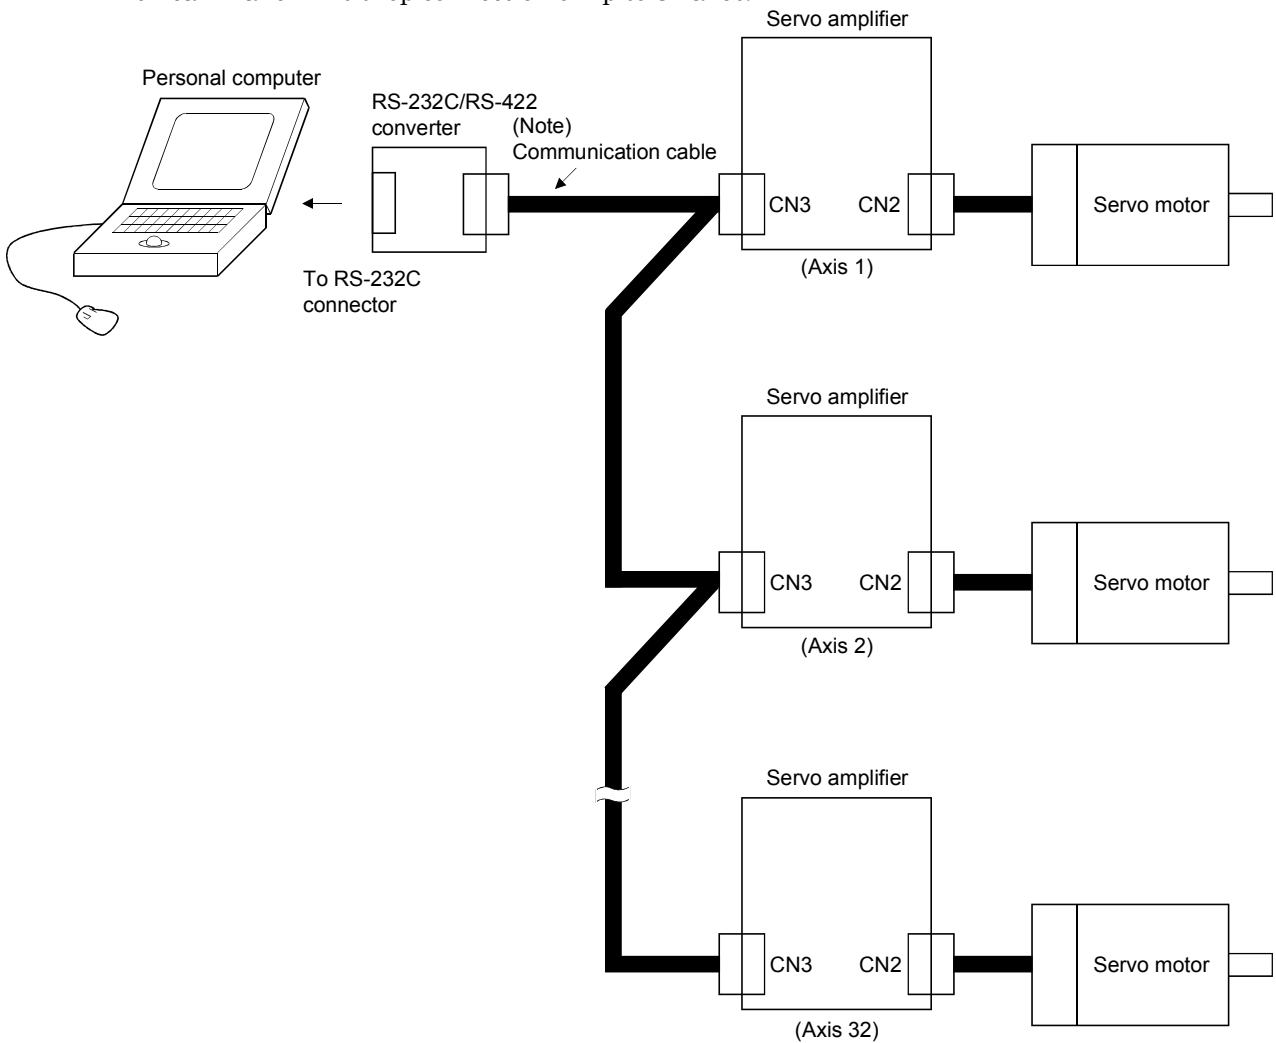 Servo amplifier
Personal computer
RS-232C/RS-422
converter
(Note)
Communication cable
CN3
CN2
Servo motor
(Axis 1)
To RS-232C
connector
Servo amplifier
CN3
CN2
Servo motor
(Axis 2)
Servo amplifier
CN3
CN2
Servo motor
(Axis 32)